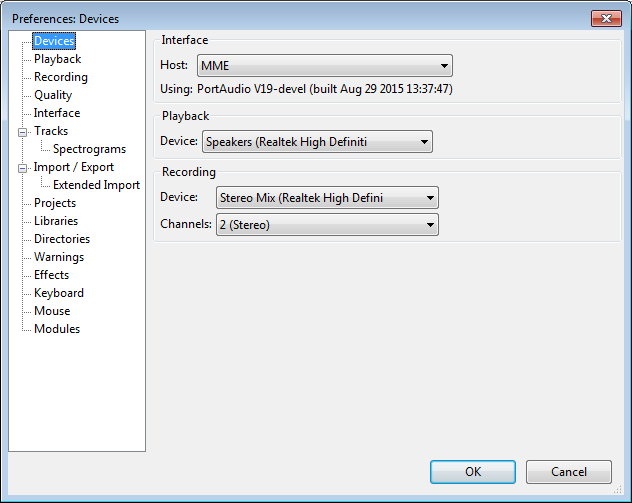 Preferences: Devices
Devices
Playback
Recording
Quality
Interface
Tracks
Spectrograms
Import / Export
Extended Import
Projects
Libraries
Directories
Warnings
Effects
Keyboard
Mouse
Modules
Interface
Host: MME
Using: PortAudio V19-devel (built Aug 29 2015 13:37:47)
Playback
Device: Speakers (Realtek High Definiti
Recording
Device: Stereo Mix (Realtek High Defini
Channels: 2 (Stereo)
OK Cancel